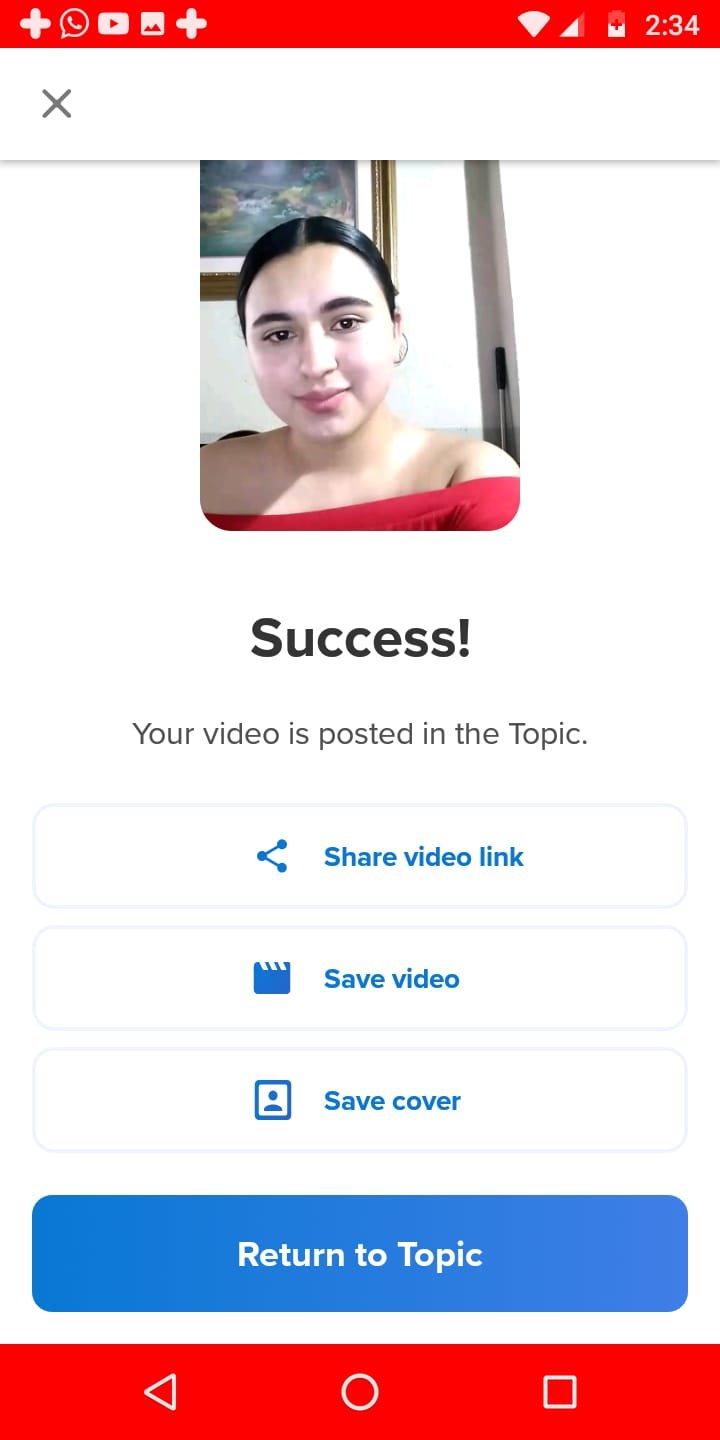 2:34
Success!
Your video is posted in the Topic.
Share video link
Save video
Save cover
Return to Topic